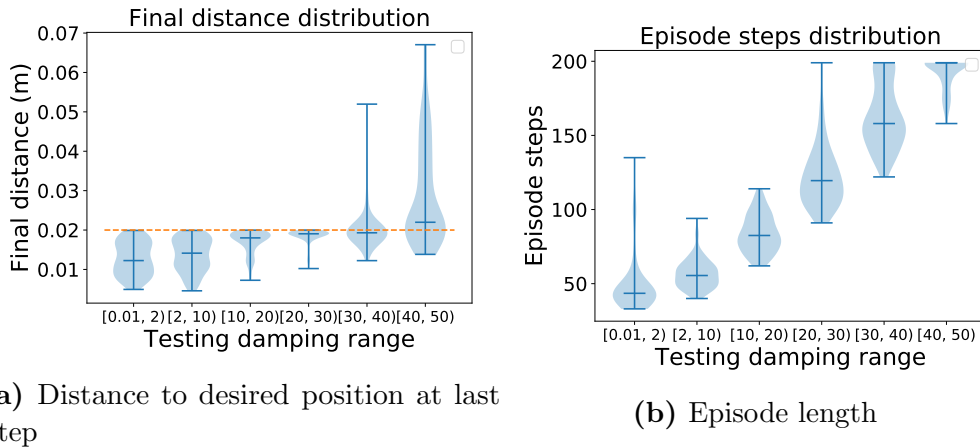 Final distance distribution
0.07
0.06
0.05
0.04
0.03
0.02
0.01
Final distance (m)
[0.01, 2) [2, 10) [10, 20) [20, 30) [30, 40) [40, 50)
Testing damping range
a) Distance to desired position at last
tep
Episode steps distribution
200
150
100
50
Episode steps
[0.01, 2) [2, 10) [10, 20) [20, 30) [30, 40) [40, 50)
Testing damping range
(b) Episode length